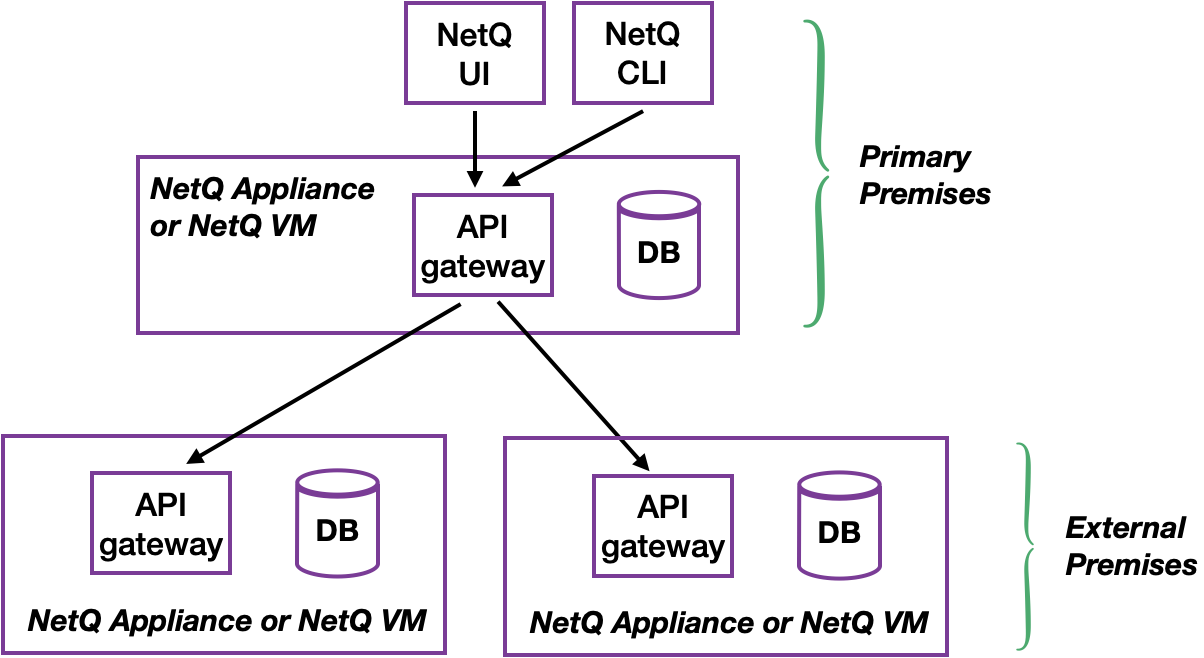 NetQ
UI
NetQ
CLI
Primary
Premises
NetQ Appliance
or NetQ VM
API
gateway
DB
API
gateway
DB
NetQ Appliance or NetQ VM
API
gateway
DB
NetQ Appliance or NetQ VM
External
Premises